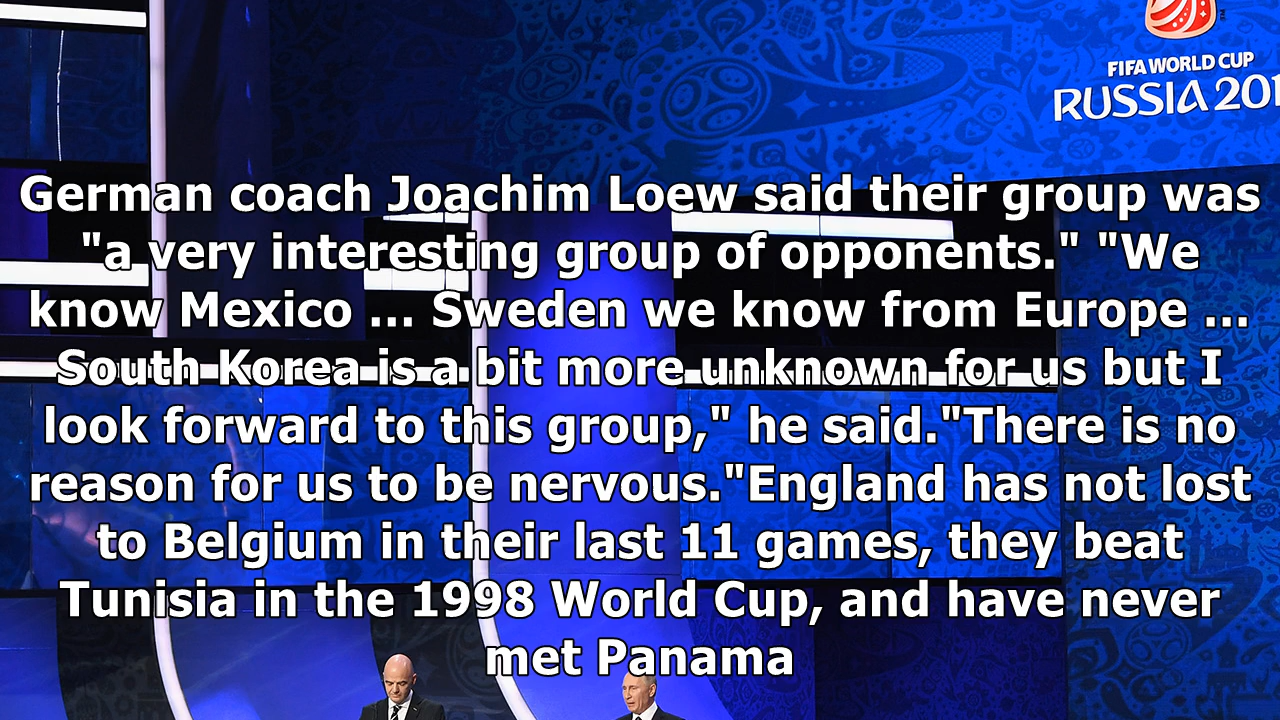 FIFA WORLD CUP
RUSSIA 201
German coach Joachim Loew said their group was
"a very interesting group of opponents." "We
know Mexico ... Sweden we know from Europe ...
South Korea is a bit more unknown for us but I
look forward to this group," he said."There is no
reason for us to be nervous."England has not lost
to Belgium in their last 11 games, they beat
Tunisia in the 1998 World Cup, and have never
met Panama